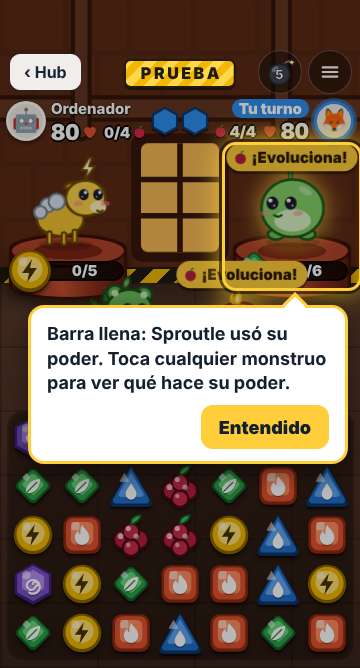 ‹ Hub
PRUEBA
5
Ordenador
Tu turno
80 0/4
4/4 80
¡Evoluciona!
0/5
¡Evoluciona!
/6
Barra llena: Sproutle usó su
poder. Toca cualquier monstruo
para ver qué hace su poder.
Entendido